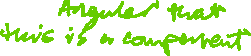 Angular that
this is a component